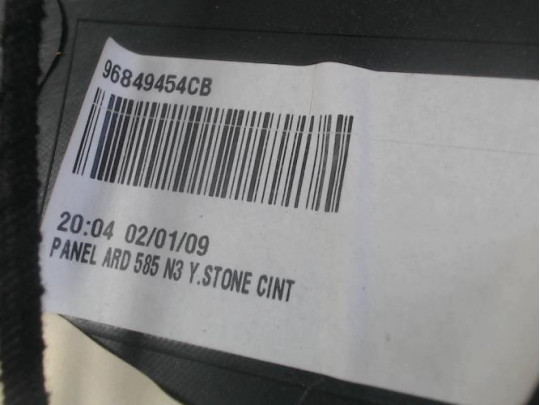 96849454CB
20:04 02/01/09
PANEL ARD 585 N3 Y.STONE CINT